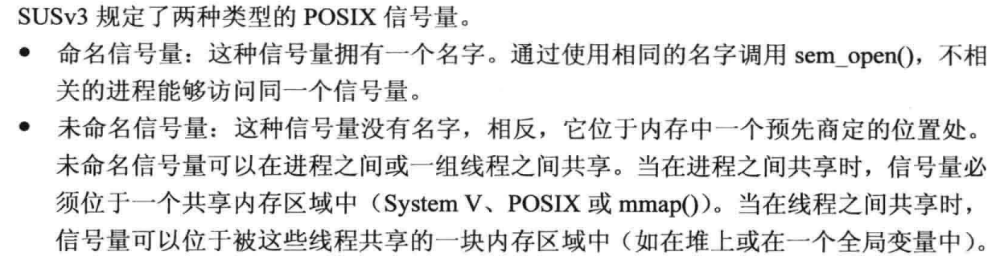 SUSv3 规定了两种类型的 POSIX 信号量。
● 命名信号量：这种信号量拥有一个名字。通过使用相同的名字调用 sem_open()，不相
关的进程能够访问同一个信号量。
● 未命名信号量：这种信号量没有名字，相反，它位于内存中一个预先商定的位置处。
未命名信号量可以在进程之间或一组线程之间共享。当在进程之间共享时，信号量必
须位于一个共享内存区域中（System V、POSIX 或 mmap()）。当在线程之间共享时，
信号量可以位于被这些线程共享的一块内存区域中（如在堆上或在一个全局变量中）。